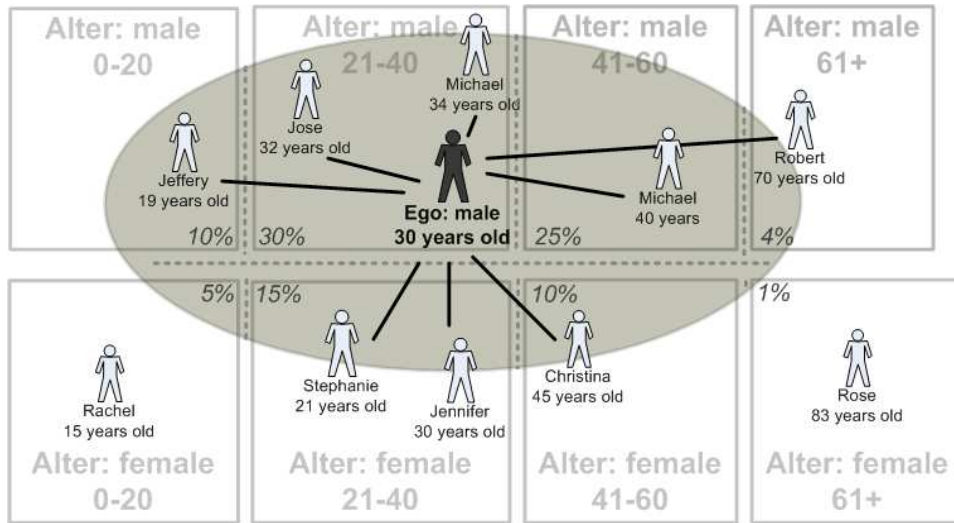 Alter: male
0-20
Alter: male
21-40
Alter: male
41-60
Alter: male
61+
Michael
34 years old
Jose
32 years old
Jeffery
19 years old
Robert
70 years old
Michael
40 years
Ego: male
30 years old
10%
30%
25%
4%
5%
15%
10%
1%
Stephanie
21 years old
Jennifer
30 years old
Christina
45 years old
Rachel
15 years old
Rose
83 years old
Alter: female
0-20
Alter: female
21-40
Alter: female
41-60
Alter: female
61+